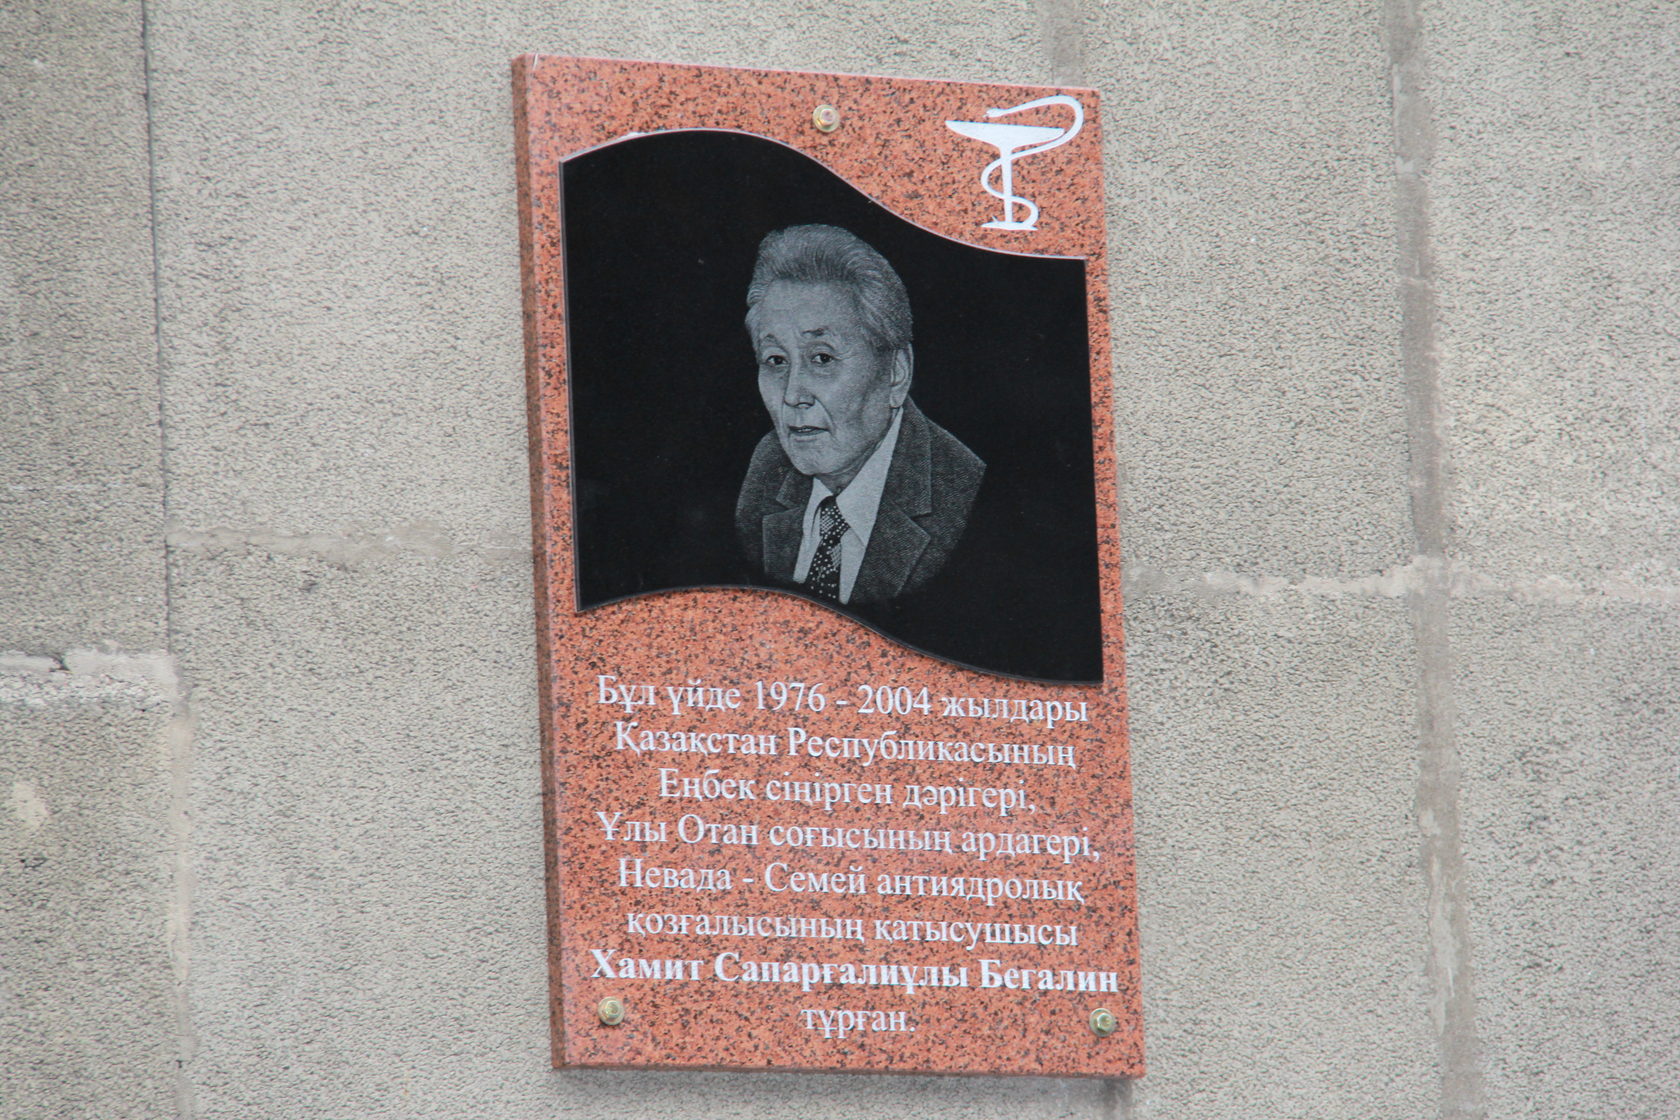 Бұл үйде 1976 - 2004 жылдары
Қазақстан Республикасының
Еңбек сіңірген дәрігері,
Ұлы Отан соғысының ардагері,
Невада - Семей антиядролық
қозғалысының қатысушысы
Хамит Сапарғалиұлы Бегалин
тұрған.